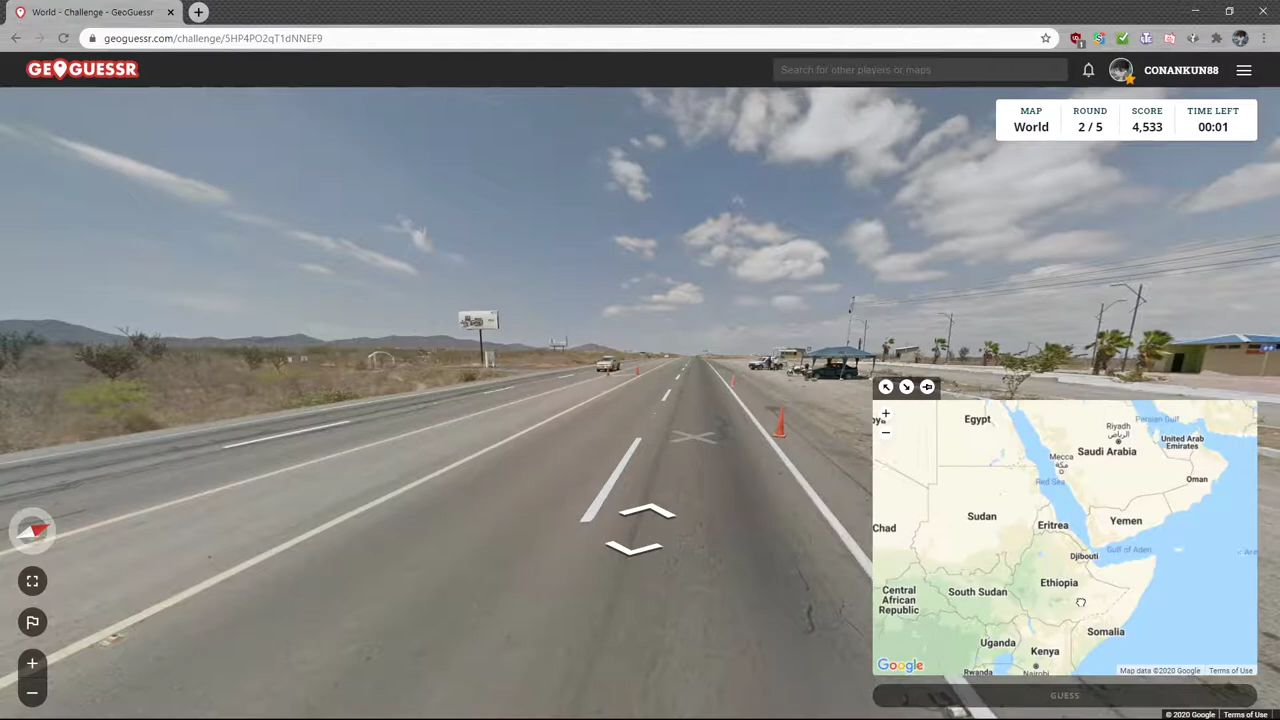 World - Challenge - GeoGuessr
geoguessr.com/challenge/5HP4PO2qT1dNNEF9
GEOGUESSR
Search for other players or maps
CONANKUN88
MAP
World
ROUND
2 / 5
SCORE
4,533
TIME LEFT
00:01
Egypt
Persian Gulf
Riyadh
الرياض
United Arab
Emirates
Saudi Arabia
Mecca
مكة
Red Sea
Oman
Chad
Sudan
Eritrea
Yemen
Gulf of Aden
Djibouti
Ethiopia
Central
African
Republic
South Sudan
Somalia
Uganda
Kenya
Nairobi
Rwanda
Google
Map data ©2020 Google
Terms of Use
GUESS
© 2020 Google
Terms of Use